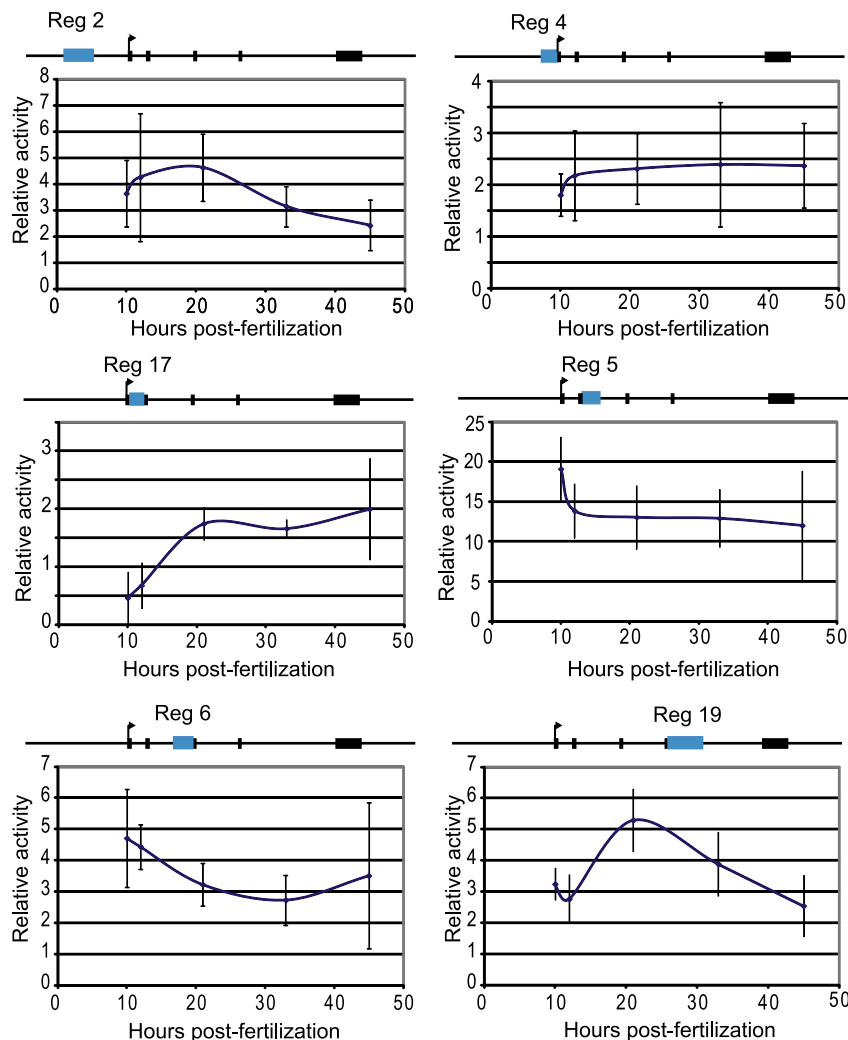 Reg 2
Relative activity
8
7
6
5
4
3
2
1
0
0 10 20 30 40 50
Hours post-fertilization
Reg 4
Relative activity
4
3
2
1
0
0 10 20 30 40 50
Hours post-fertilization
Reg 17
Relative activity
3
2
1
0
0 10 20 30 40 50
Hours post-fertilization
Reg 5
Relative activity
25
20
15
10
5
0
0 10 20 30 40 50
Hours post-fertilization
Reg 6
Relative activity
7
6
5
4
3
2
1
0
0 10 20 30 40 50
Hours post-fertilization
Reg 19
Relative activity
7
6
5
4
3
2
1
0
0 10 20 30 40 50
Hours post-fertilization